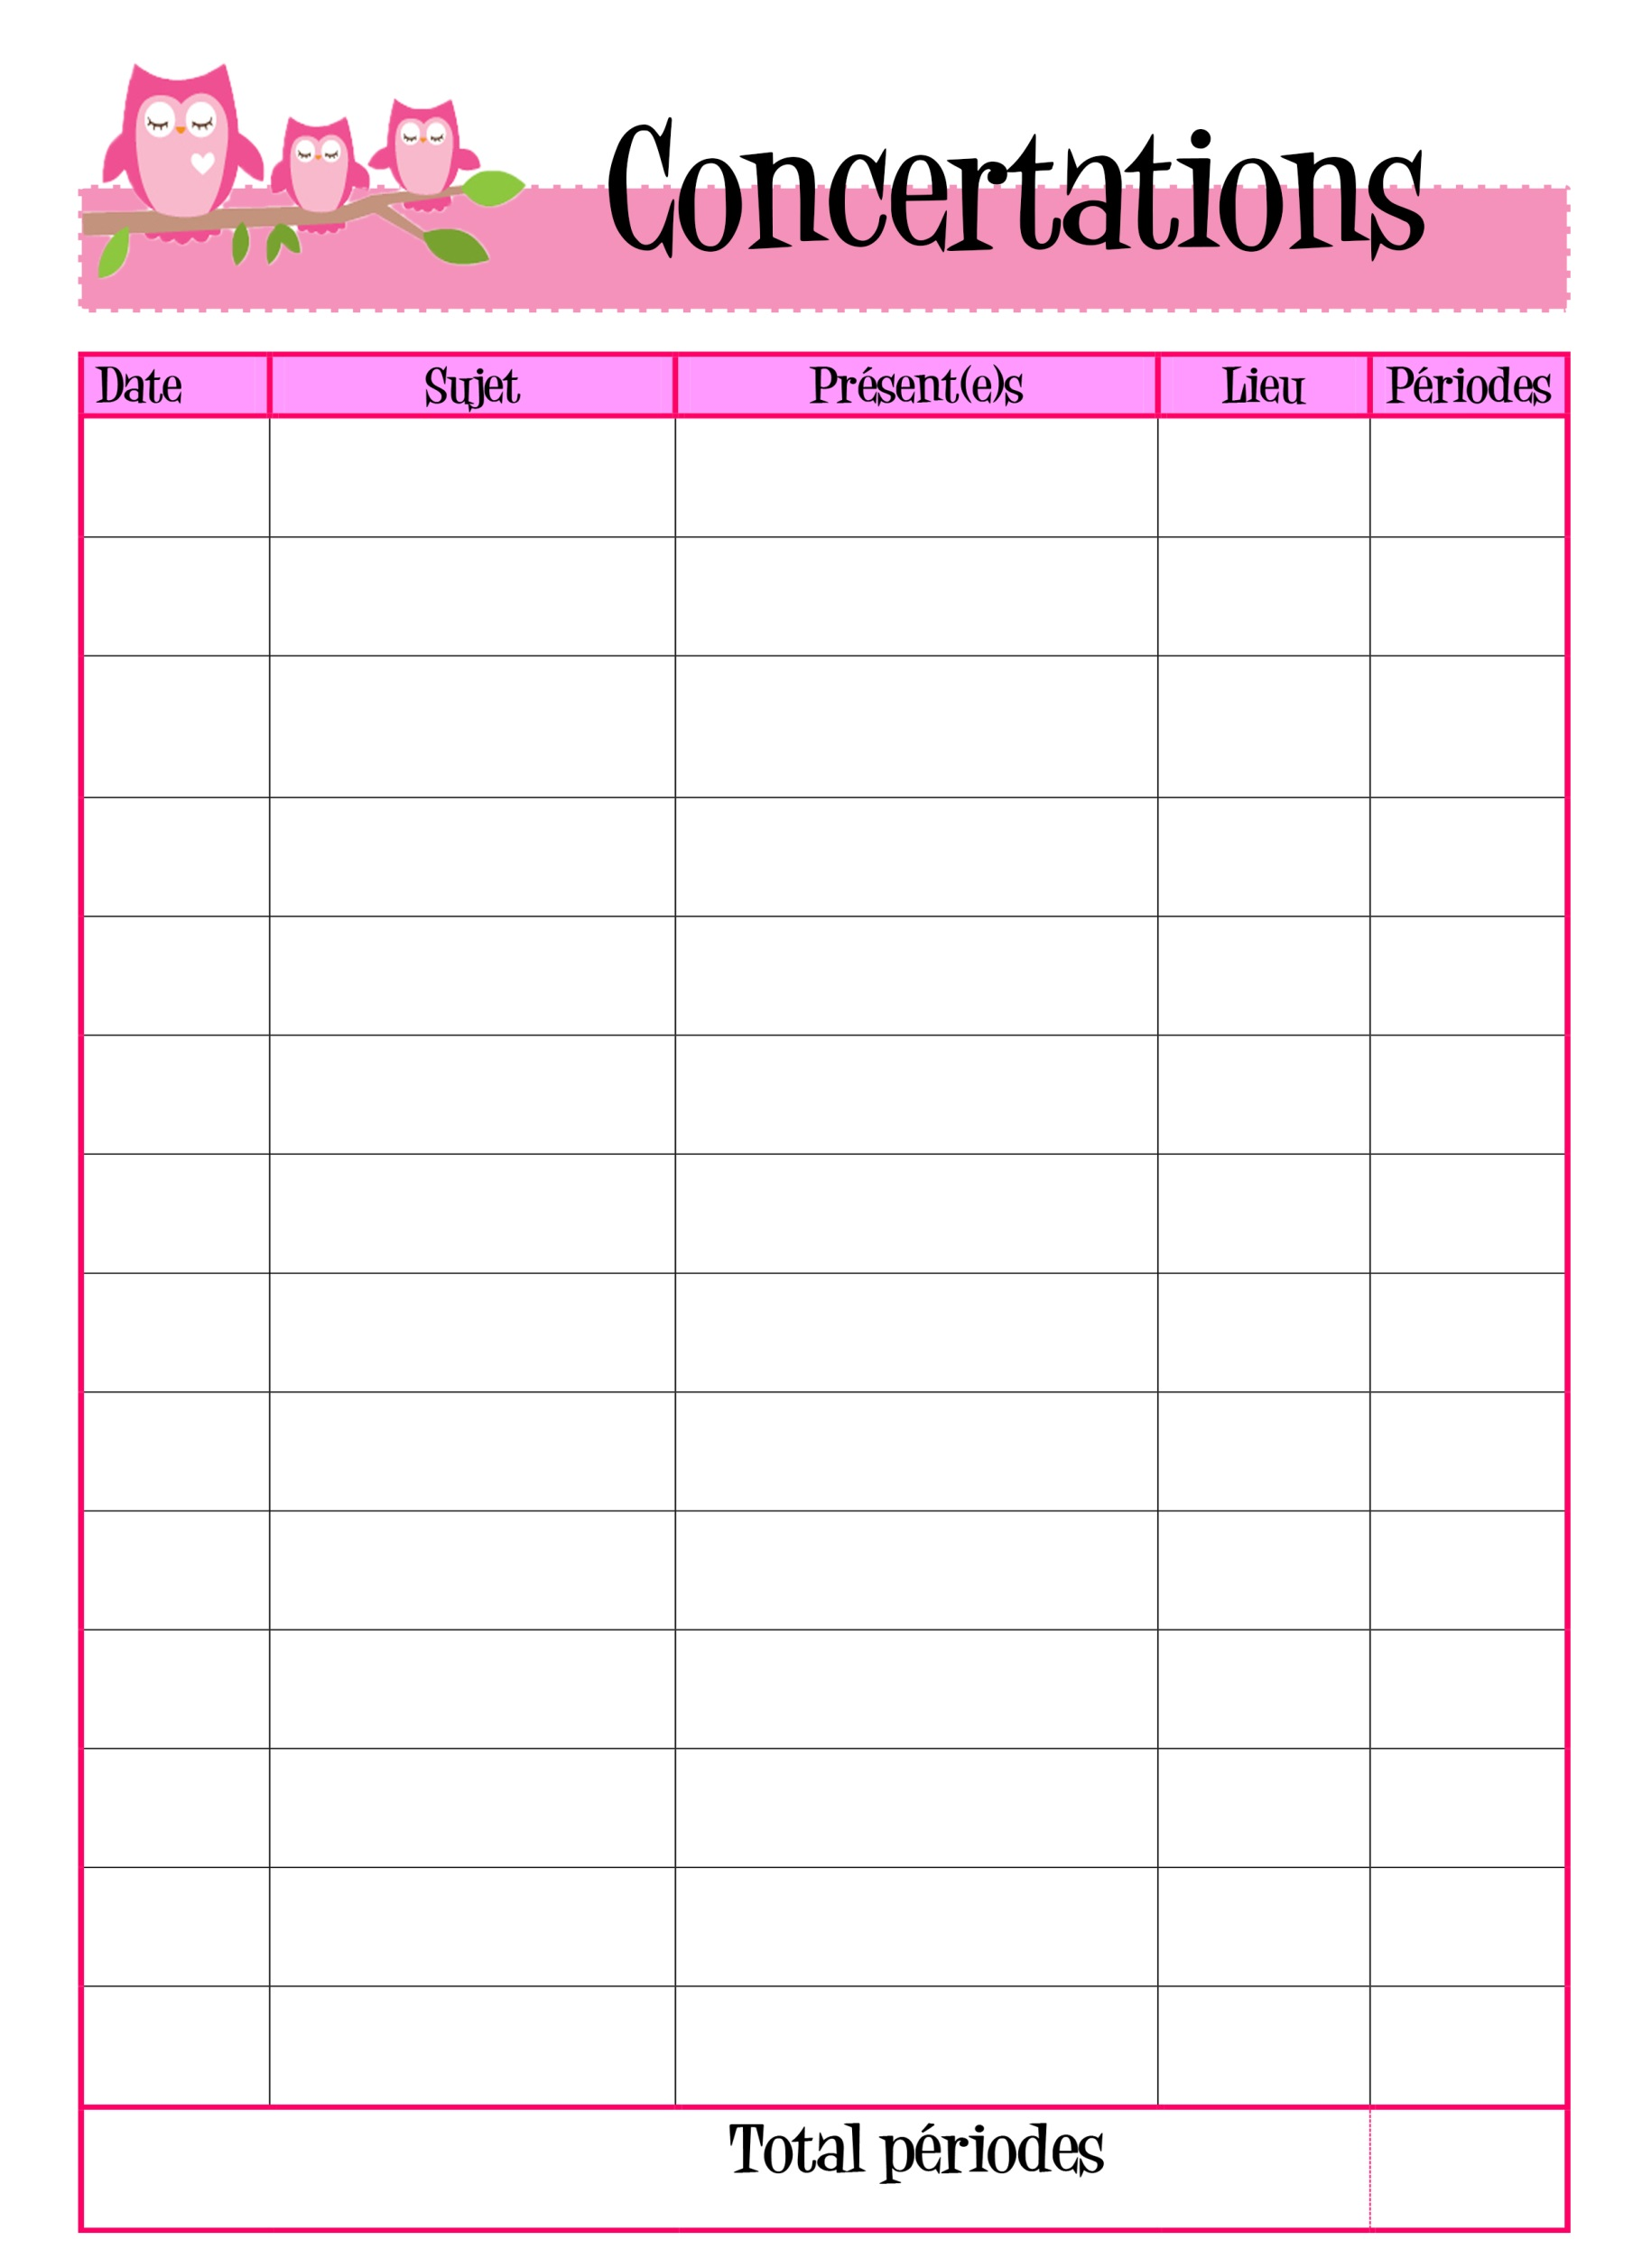 Concertations
Date Sujet Présent(e)s Lieu Périodes
Total périodes